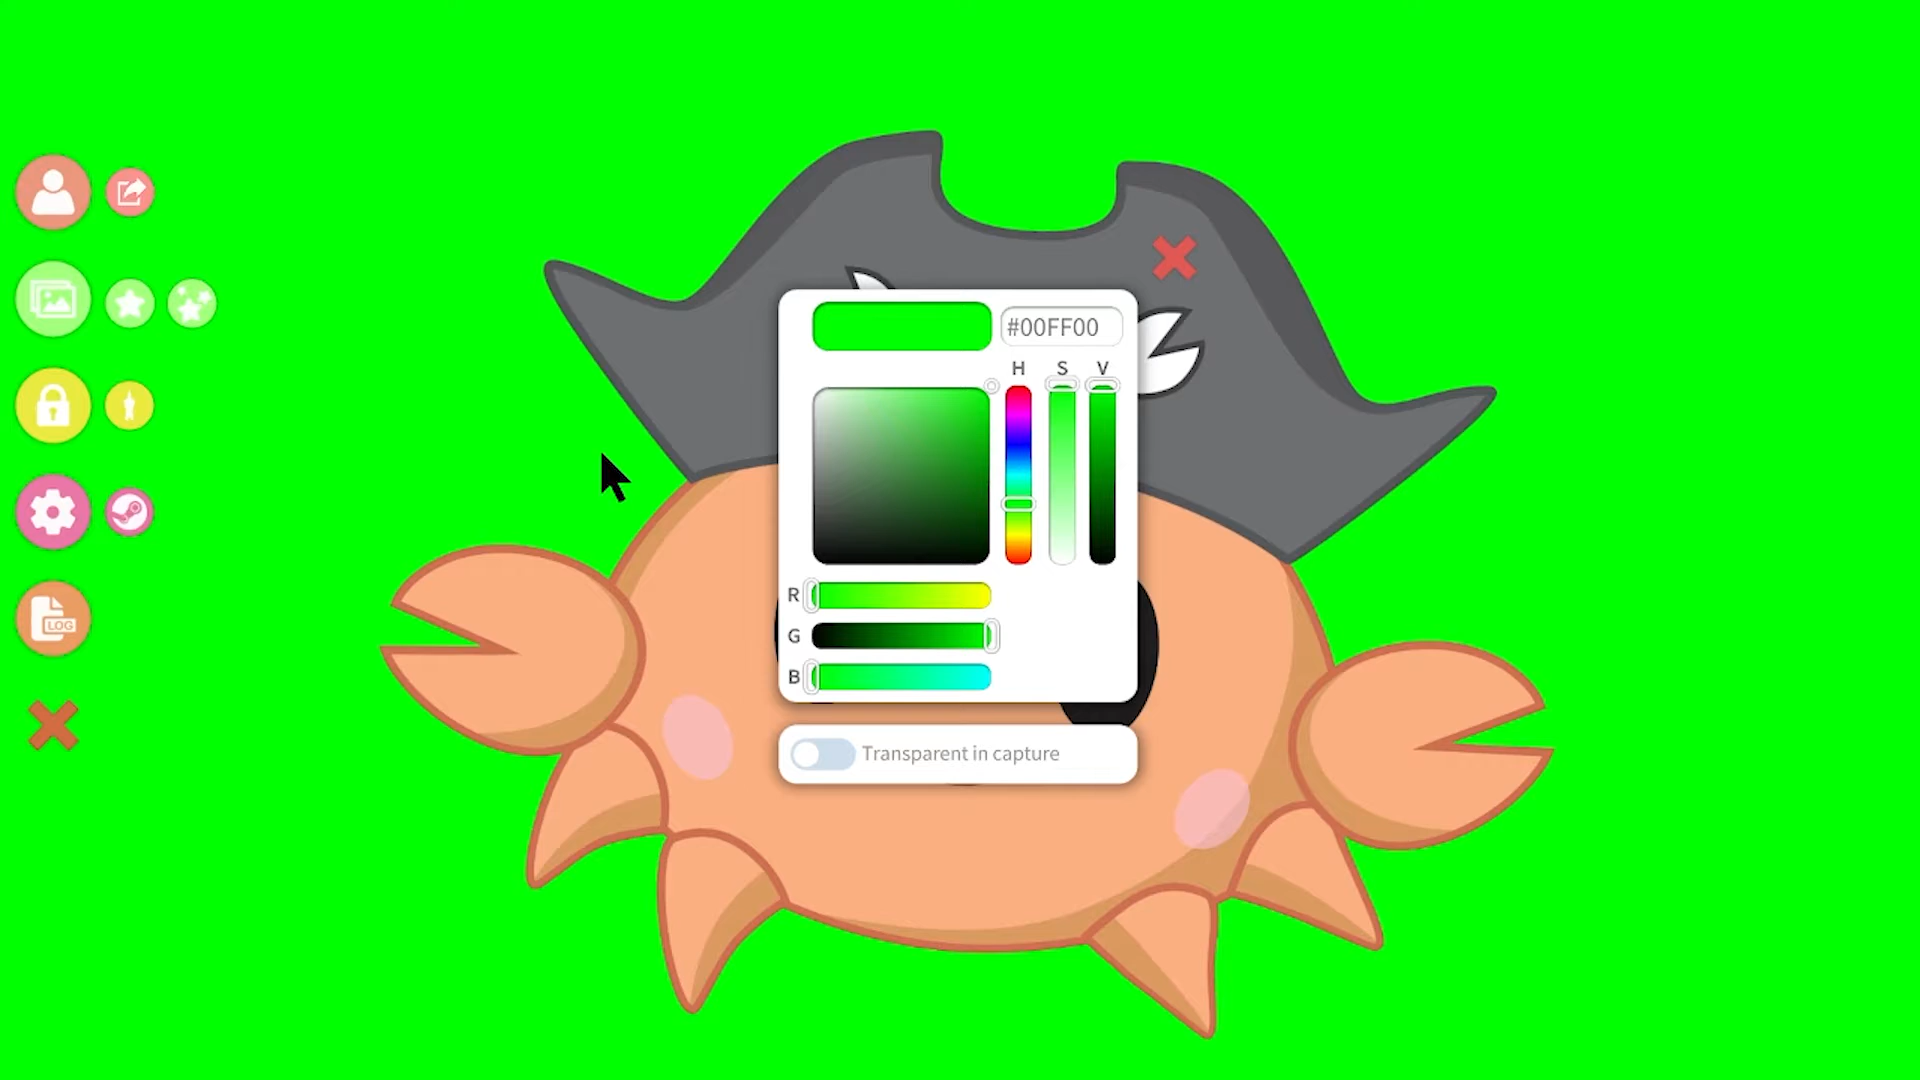 #00FF00
H S V
R
G
B
Transparent in capture
LOG